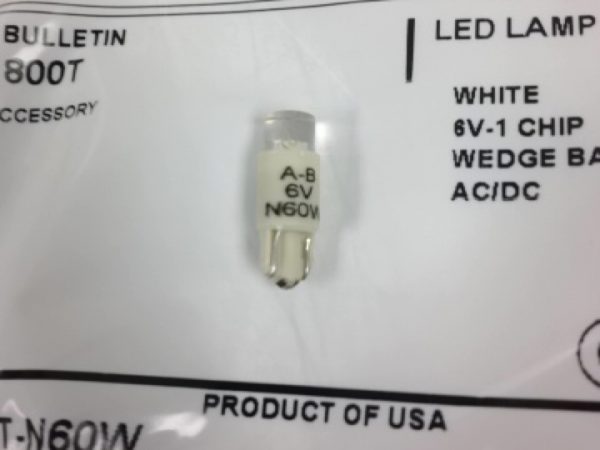 BULLETIN
800T
CCESSORY
LED LAMP
WHITE
6V-1 CHIP
WEDGE BA
AC/DC
A-B
6V
N60W
PRODUCT OF USA
T-N60W